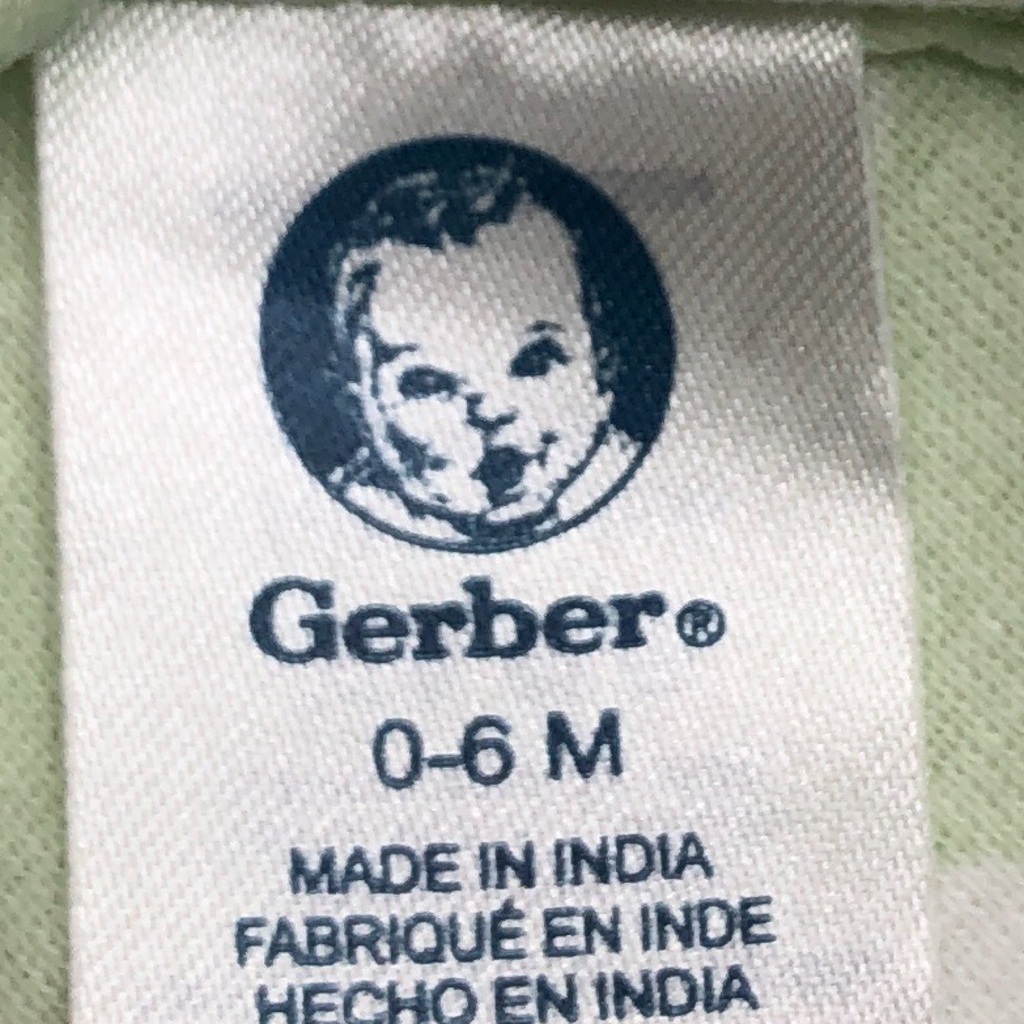 Gerber®
0-6 M
MADE IN INDIA
FABRIQUÉ EN INDE
HECHO EN INDIA